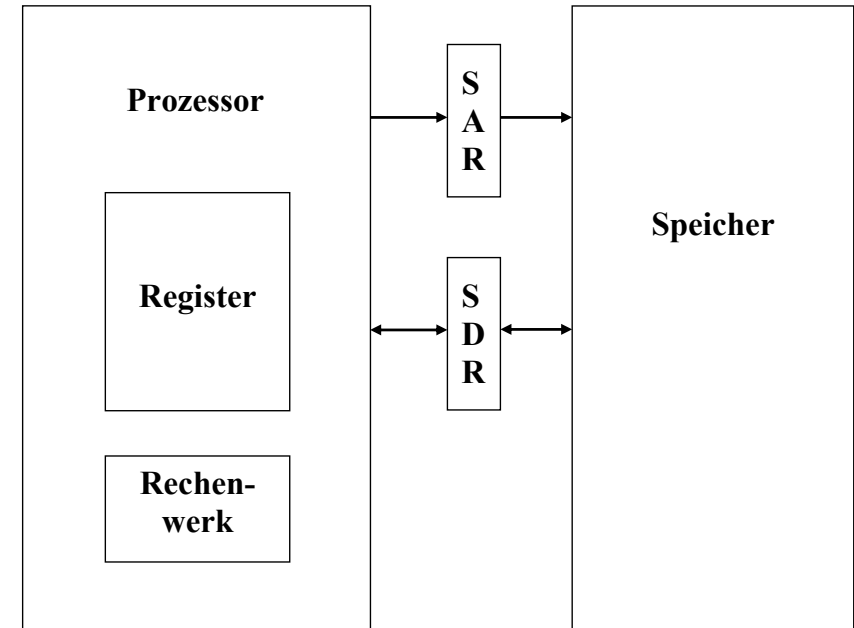 Prozessor
S
A
R
Speicher
Register
S
D
R
Rechen-
werk